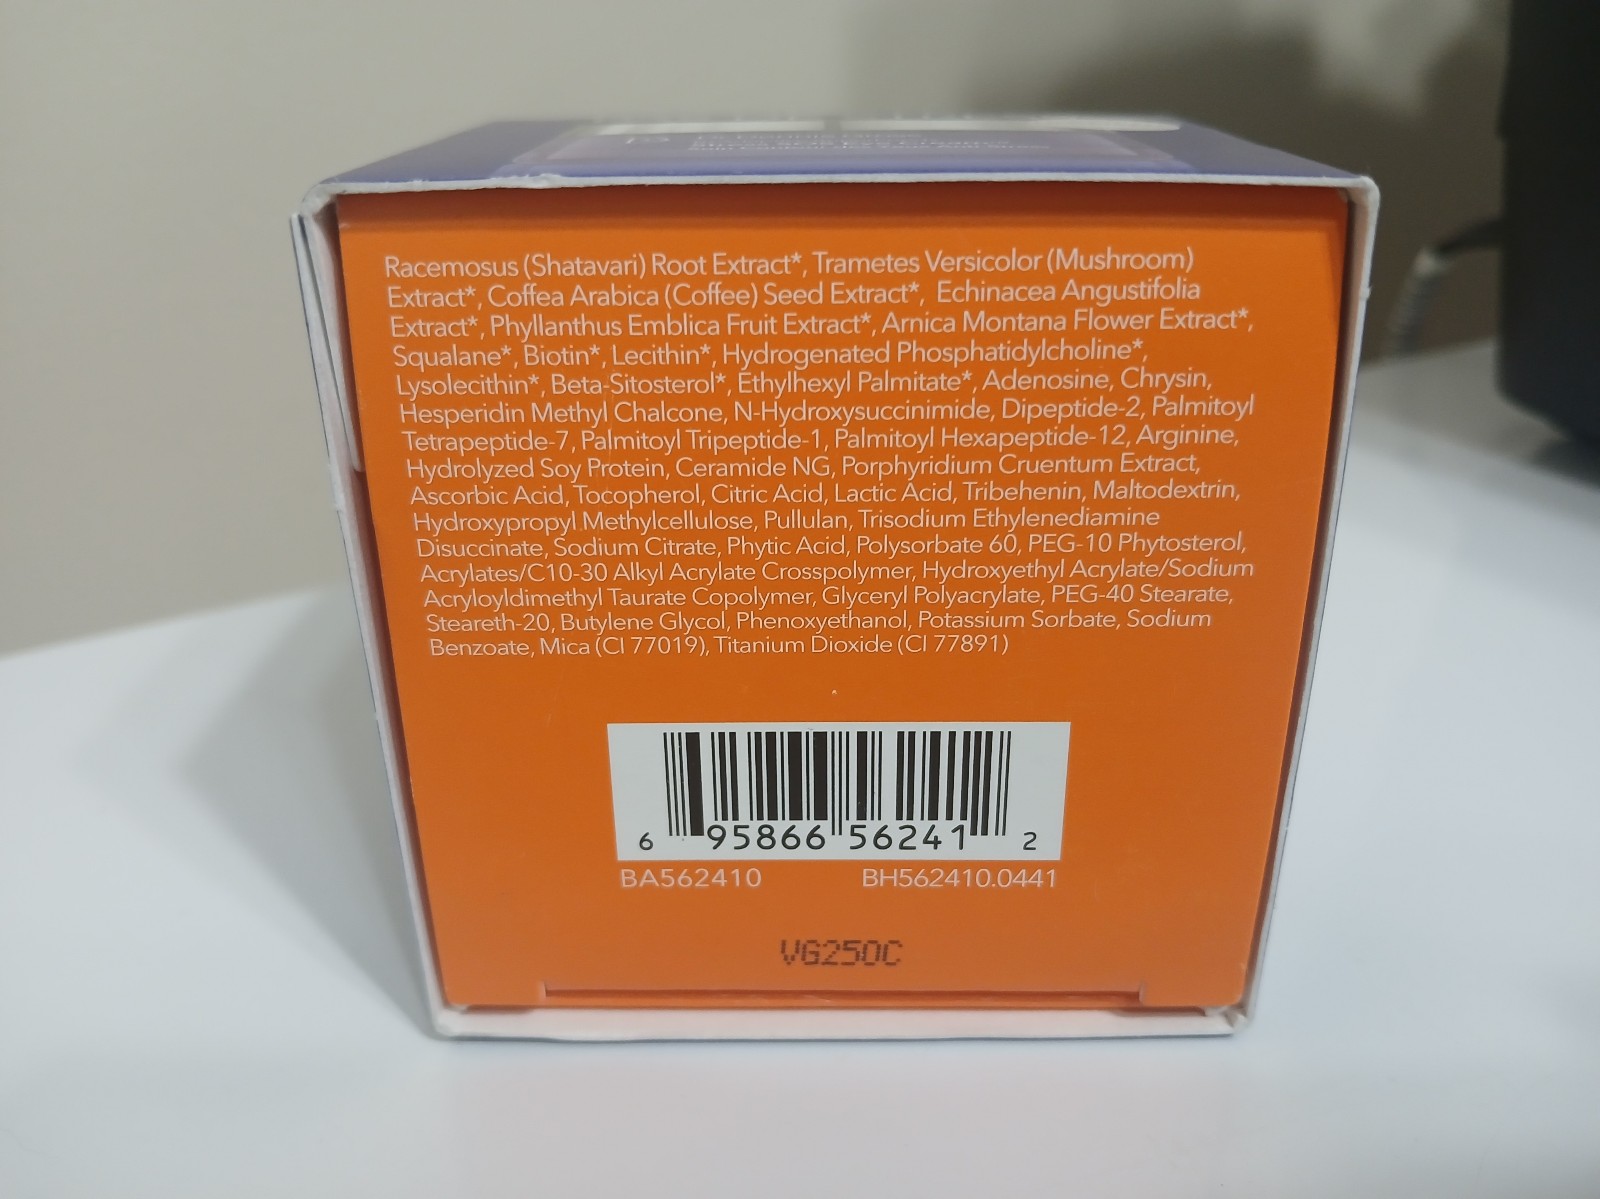 Racemosus (Shatavari) Root Extract*, Trametes Versicolor (Mushroom)
Extract*, Coffea Arabica (Coffee) Seed Extract*, Echinacea Angustifolia
Extract*, Phyllanthus Emblica Fruit Extract*, Arnica Montana Flower Extract*,
Squalane*, Biotin*, Lecithin*, Hydrogenated Phosphatidylcholine*,
Lysolecithin*, Beta-Sitosterol*, Ethylhexyl Palmitate*, Adenosine, Chrysin,
Hesperidin Methyl Chalcone, N-Hydroxysuccinimide, Dipeptide-2, Palmitoyl
Tetrapeptide-7, Palmitoyl Tripeptide-1, Palmitoyl Hexapeptide-12, Arginine,
Hydrolyzed Soy Protein, Ceramide NG, Porphyridium Cruentum Extract,
Ascorbic Acid, Tocopherol, Citric Acid, Lactic Acid, Tribehenin, Maltodextrin,
Hydroxypropyl Methylcellulose, Pullulan, Trisodium Ethylenediamine
Disuccinate, Sodium Citrate, Phytic Acid, Polysorbate 60, PEG-10 Phytosterol,
Acrylates/C10-30 Alkyl Acrylate Crosspolymer, Hydroxyethyl Acrylate/Sodium
Acryloyldimethyl Taurate Copolymer, Glyceryl Polyacrylate, PEG-40 Stearate,
Steareth-20, Butylene Glycol, Phenoxyethanol, Potassium Sorbate, Sodium
Benzoate, Mica (CI 77019), Titanium Dioxide (CI 77891)
6 95866 56241 2
BA562410 BH562410.0441
VG250C